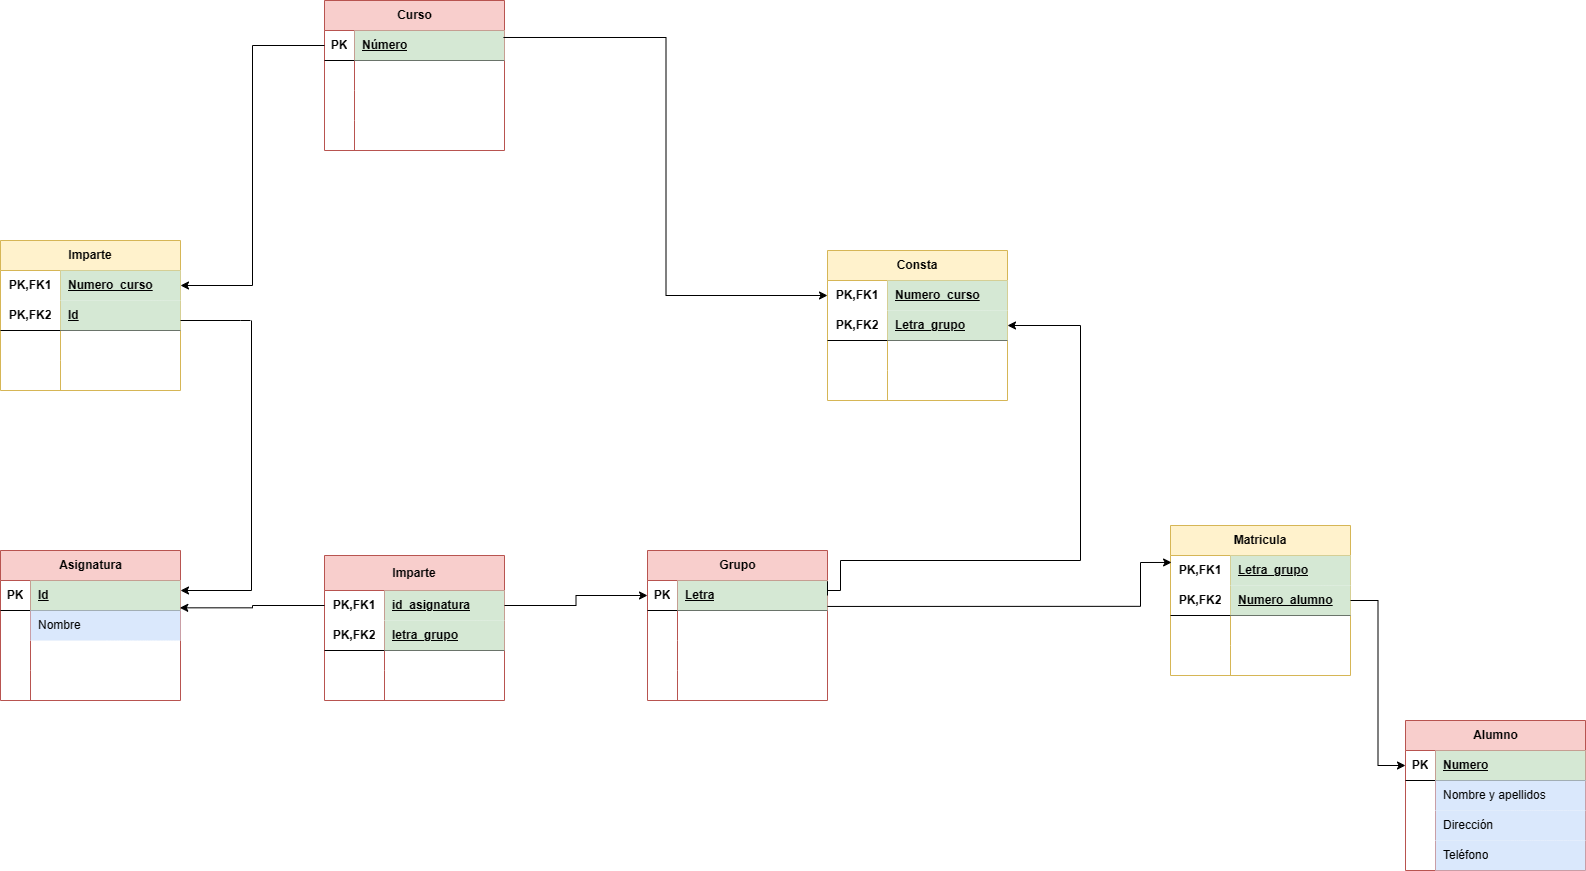 Curso
PK Número
Imparte
PK,FK1 Numero_curso
PK,FK2 Id
Consta
PK,FK1 Numero_curso
PK,FK2 Letra_grupo
Asignatura
PK Id
Nombre
Imparte
PK,FK1 id_asignatura
PK,FK2 letra_grupo
Grupo
PK Letra
Matricula
PK,FK1 Letra_grupo
PK,FK2 Numero_alumno
Alumno
PK Numero
Nombre y apellidos
Dirección
Teléfono